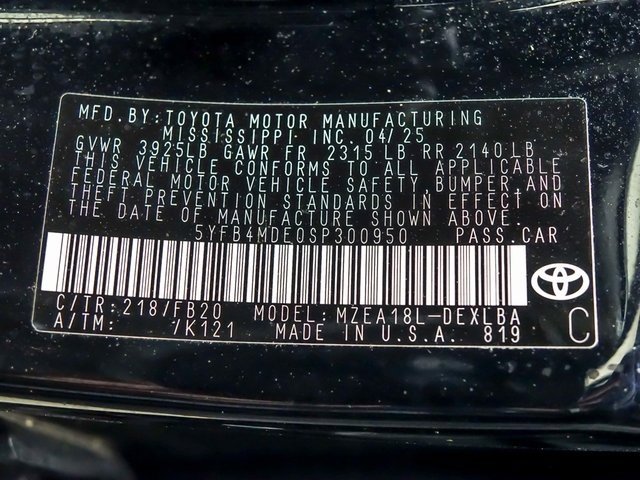 MFD.BY:TOYOTA MOTOR MANUFACTURING
MISSISSIPPI INC. 04/25
GVWR 3925LB GAWR FR 2315 LB RR 2140 LB
THIS VEHICLE CONFORMS TO ALL APPLICABLE
FEDERAL MOTOR VEHICLE SAFETY, BUMPER, AND
THEFT PREVENTION STANDARDS IN EFFECT ON
THE DATE OF MANUFACTURE SHOWN ABOVE.
5YFB4MDE0SP300950 PASS.CAR
C/TR:218/FB20 MODEL:MZEA18L-DEXLBA
A/TM: /K121 MADE IN U.S.A. 819
C